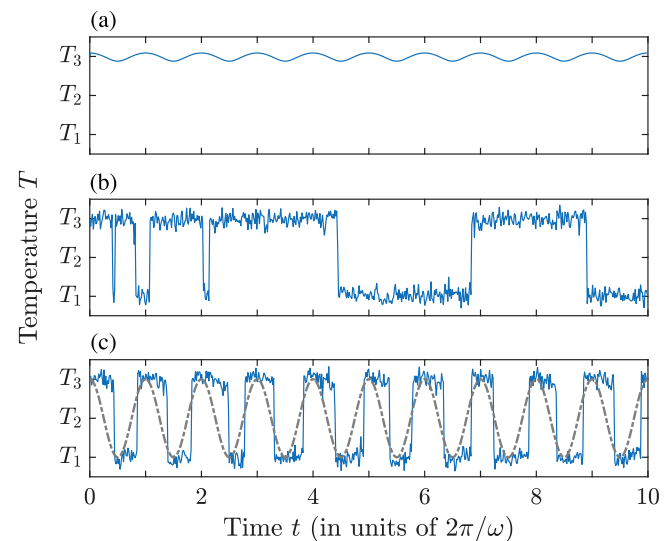 (a)
T₃
T₂
T₁
(b)
T₃
T₂
T₁
Temperature T
(c)
T₃
T₂
T₁
0 2 4 6 8 10
Time t (in units of 2π/ω)